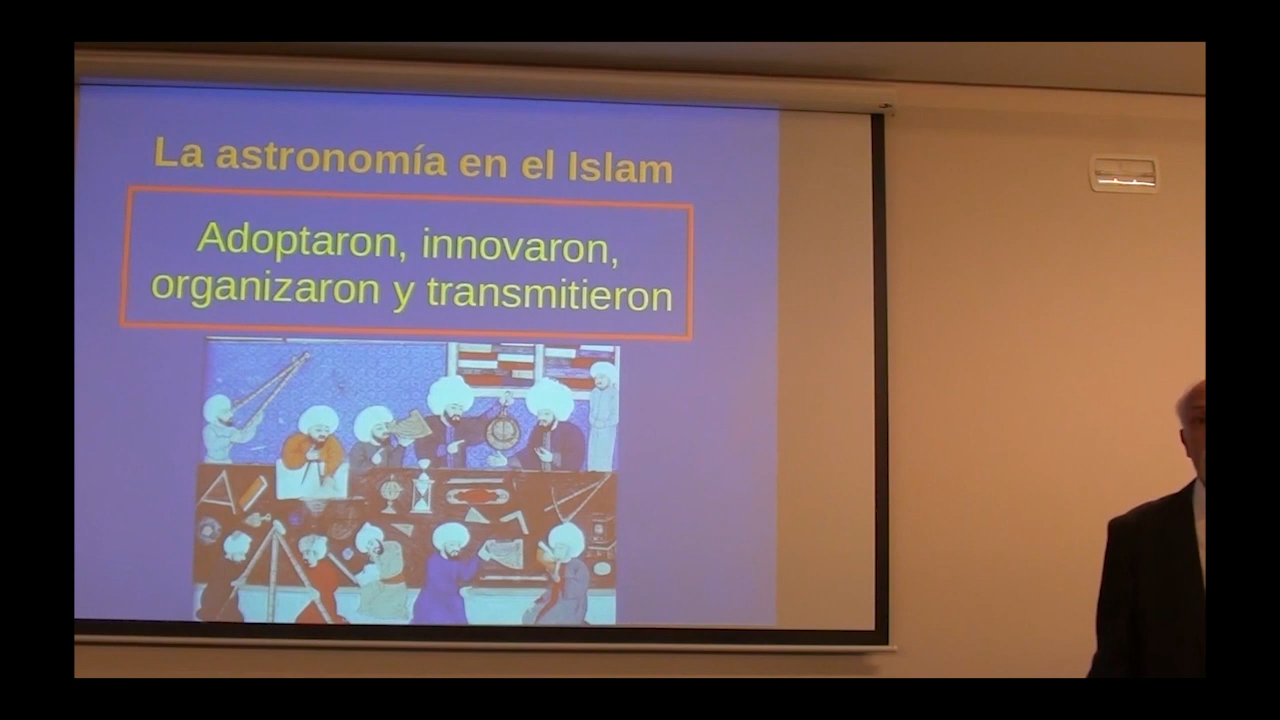 La astronomía en el Islam
Adoptaron, innovaron,
organizaron y transmitieron